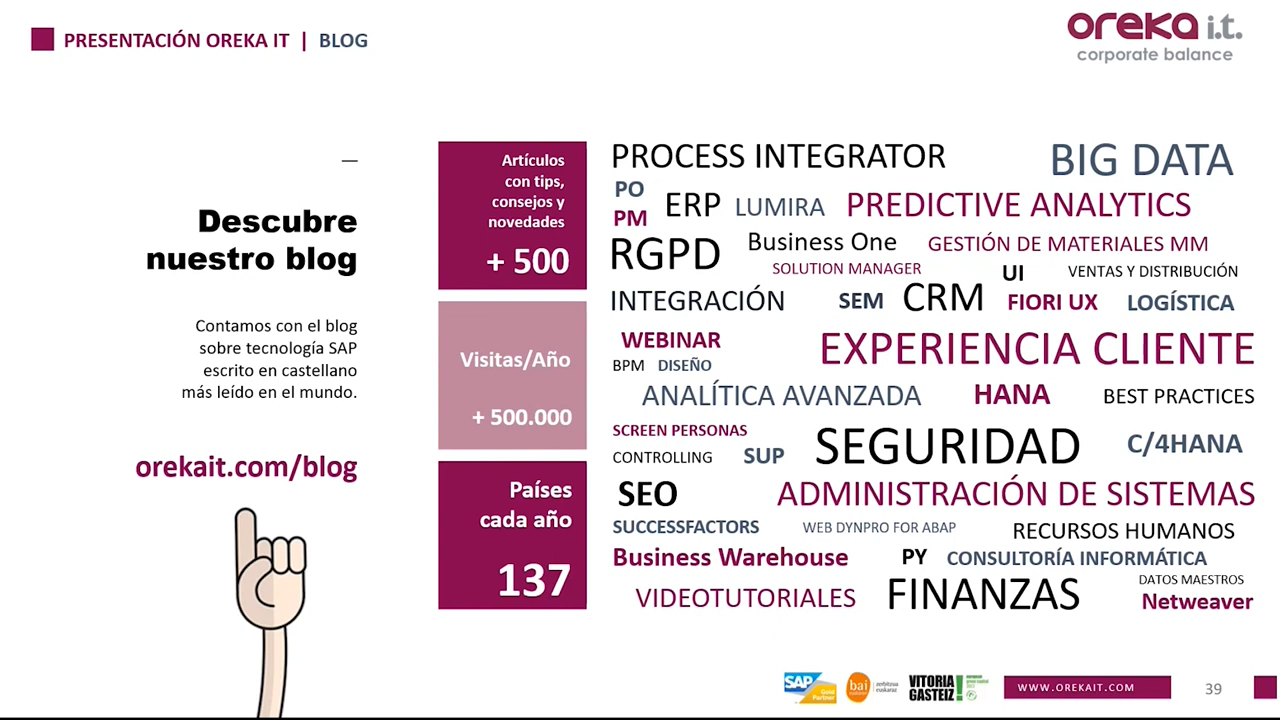 PRESENTACIÓN OREKA IT | BLOG
oreka i.t.
corporate balance
Descubre
nuestro blog
Contamos con el blog
sobre tecnología SAP
escrito en castellano
más leído en el mundo.
orekait.com/blog
Artículos
con tips,
consejos y
novedades
+ 500
Visitas/Año
+ 500.000
Países
cada año
137
PROCESS INTEGRATOR
BIG DATA
PO
PM
ERP
LUMIRA
PREDICTIVE ANALYTICS
RGPD
Business One
GESTIÓN DE MATERIALES MM
SOLUTION MANAGER
UI
VENTAS Y DISTRIBUCIÓN
INTEGRACIÓN
SEM
CRM
FIORI UX
LOGÍSTICA
WEBINAR
EXPERIENCIA CLIENTE
BPM
DISEÑO
ANALÍTICA AVANZADA
HANA
BEST PRACTICES
SCREEN PERSONAS
SEGURIDAD
C/4HANA
CONTROLLING
SUP
SEO
ADMINISTRACIÓN DE SISTEMAS
SUCCESSFACTORS
WEB DYNPRO FOR ABAP
RECURSOS HUMANOS
Business Warehouse
PY
CONSULTORÍA INFORMÁTICA
VIDEOTUTORIALES
FINANZAS
DATOS MAESTROS
Netweaver
SAP
Gold
Partner
bai
VITORIA
GASTEIZ
WWW.OREKAIT.COM
39